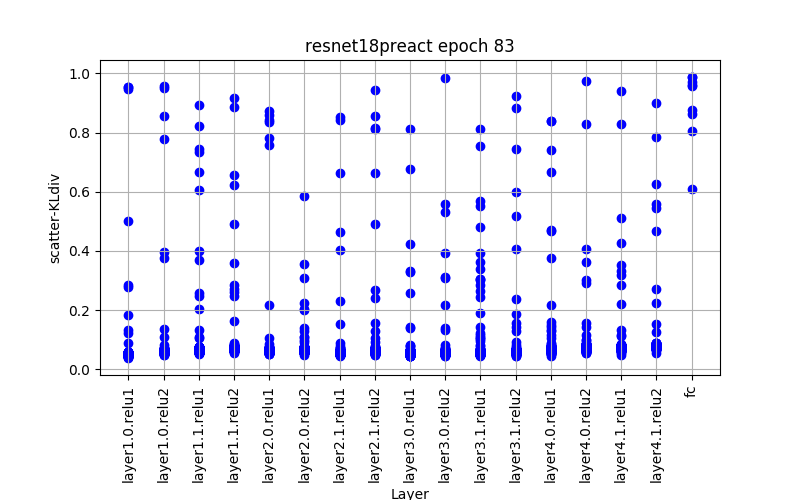 resnet18preact epoch 83
scatter-KLdiv
1.0
0.8
0.6
0.4
0.2
0.0
layer1.0.relu1
layer1.0.relu2
layer1.1.relu1
layer1.1.relu2
layer2.0.relu1
layer2.0.relu2
layer2.1.relu1
layer2.1.relu2
layer3.0.relu1
layer3.0.relu2
layer3.1.relu1
layer3.1.relu2
layer4.0.relu1
layer4.0.relu2
layer4.1.relu1
layer4.1.relu2
fc
Layer